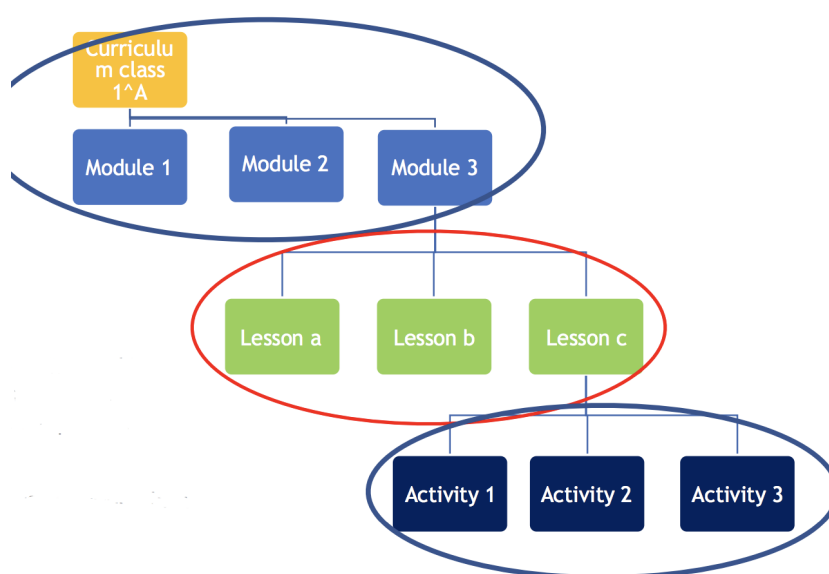 Curriculu
m class
1^A
Module 1
Module 2
Module 3
Lesson a
Lesson b
Lesson c
Activity 1
Activity 2
Activity 3